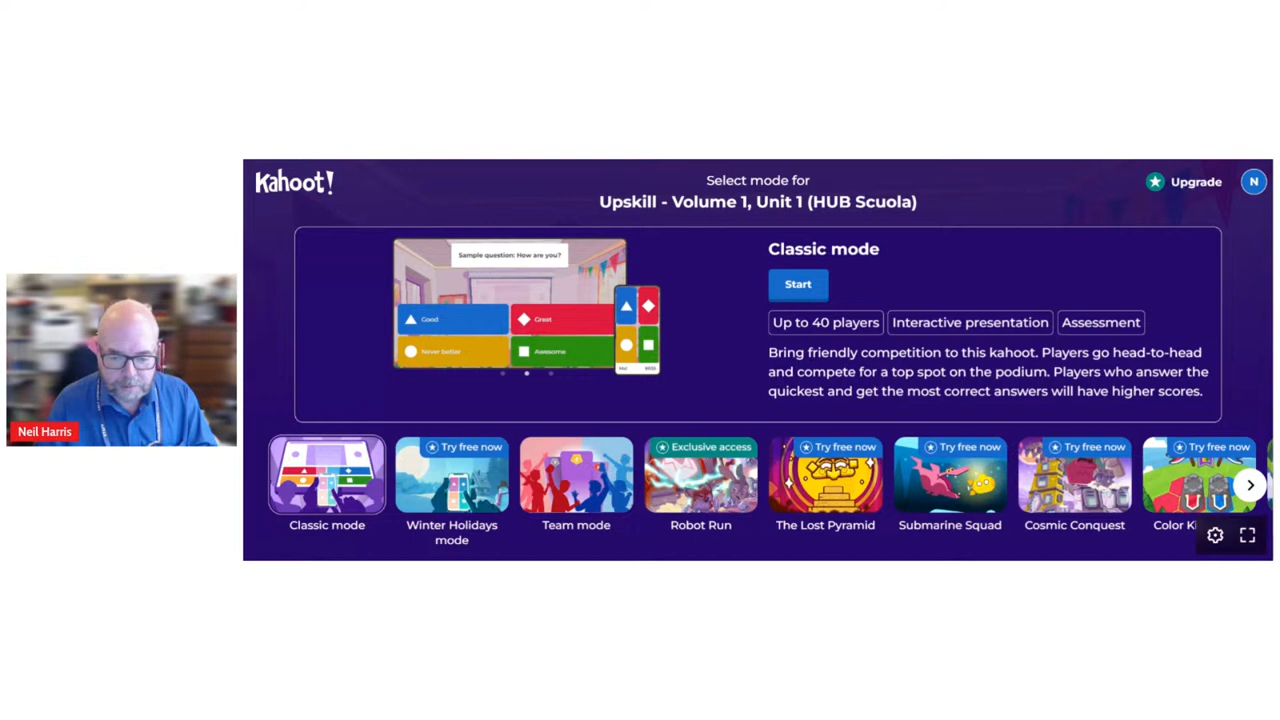 Kahoot!
Select mode for
Upskill - Volume 1, Unit 1 (HUB Scuola)
Upgrade
N
Sample question: How are you?
Good
Great
Never better
Awesome
Classic mode
Start
Up to 40 players
Interactive presentation
Assessment
Bring friendly competition to this kahoot. Players go head-to-head
and compete for a top spot on the podium. Players who answer the
quickest and get the most correct answers will have higher scores.
Neil Harris
Try free now
Exclusive access
Try free now
Try free now
Try free now
Try free now
Classic mode
Winter Holidays
mode
Team mode
Robot Run
The Lost Pyramid
Submarine Squad
Cosmic Conquest
Color